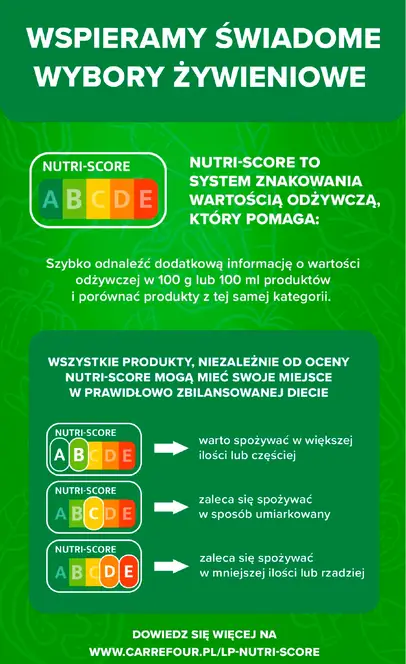 WSPIERAMY ŚWIADOME
WYBORY ŻYWIENIOWE
NUTRI-SCORE
A B C D E
NUTRI-SCORE TO
SYSTEM ZNAKOWANIA
WARTOŚCIĄ ODŻYWCZĄ,
KTÓRY POMAGA:
Szybko odnaleźć dodatkową informację o wartości
odżywczej w 100 g lub 100 ml produktów
i porównać produkty z tej samej kategorii.
WSZYSTKIE PRODUKTY, NIEZALEŻNIE OD OCENY
NUTRI-SCORE MOGĄ MIEĆ SWOJE MIEJSCE
W PRAWIDŁOWO ZBILANSOWANEJ DIECIE
NUTRI-SCORE
A B C D E
warto spożywać w większej
ilości lub częściej
NUTRI-SCORE
A B C D E
zaleca się spożywać
w sposób umiarkowany
NUTRI-SCORE
A B C D E
zaleca się spożywać
w mniejszej ilości lub rzadziej
DOWIEDZ SIĘ WIĘCEJ NA
WWW.CARREFOUR.PL/LP-NUTRI-SCORE